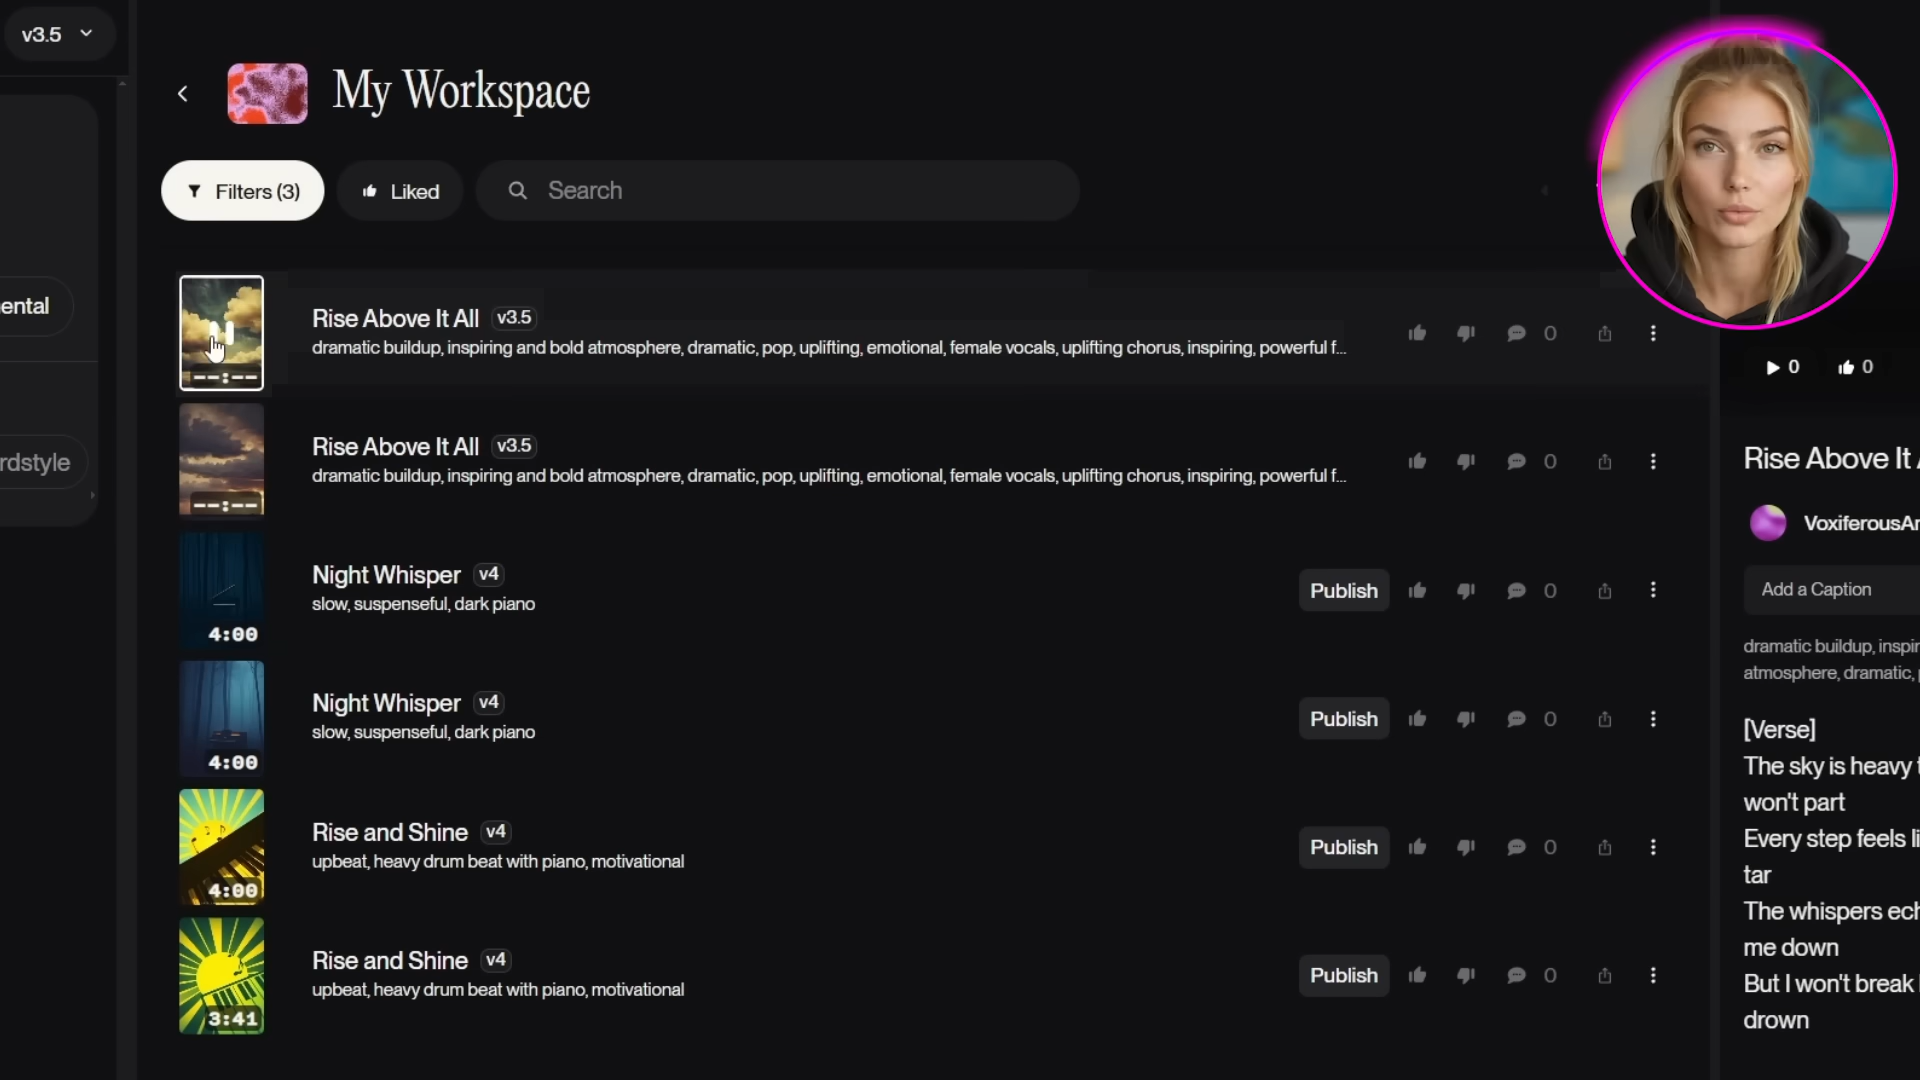 v3.5
My Workspace
Filters (3)
Liked
Search
ental
rdstyle
Rise Above It All v3.5
dramatic buildup, inspiring and bold atmosphere, dramatic, pop, uplifting, emotional, female vocals, uplifting chorus, inspiring, powerful f...
--:--
0
Rise Above It All v3.5
dramatic buildup, inspiring and bold atmosphere, dramatic, pop, uplifting, emotional, female vocals, uplifting chorus, inspiring, powerful f...
--:--
0
Night Whisper v4
slow, suspenseful, dark piano
4:00
Publish
0
Night Whisper v4
slow, suspenseful, dark piano
4:00
Publish
0
Rise and Shine v4
upbeat, heavy drum beat with piano, motivational
4:00
Publish
0
Rise and Shine v4
upbeat, heavy drum beat with piano, motivational
3:41
Publish
0
0 0
Rise Above It
VoxiferousAr
Add a Caption
dramatic buildup, inspir
atmosphere, dramatic,
[Verse]
The sky is heavy t
won't part
Every step feels li
tar
The whispers ech
me down
But I won't break
drown